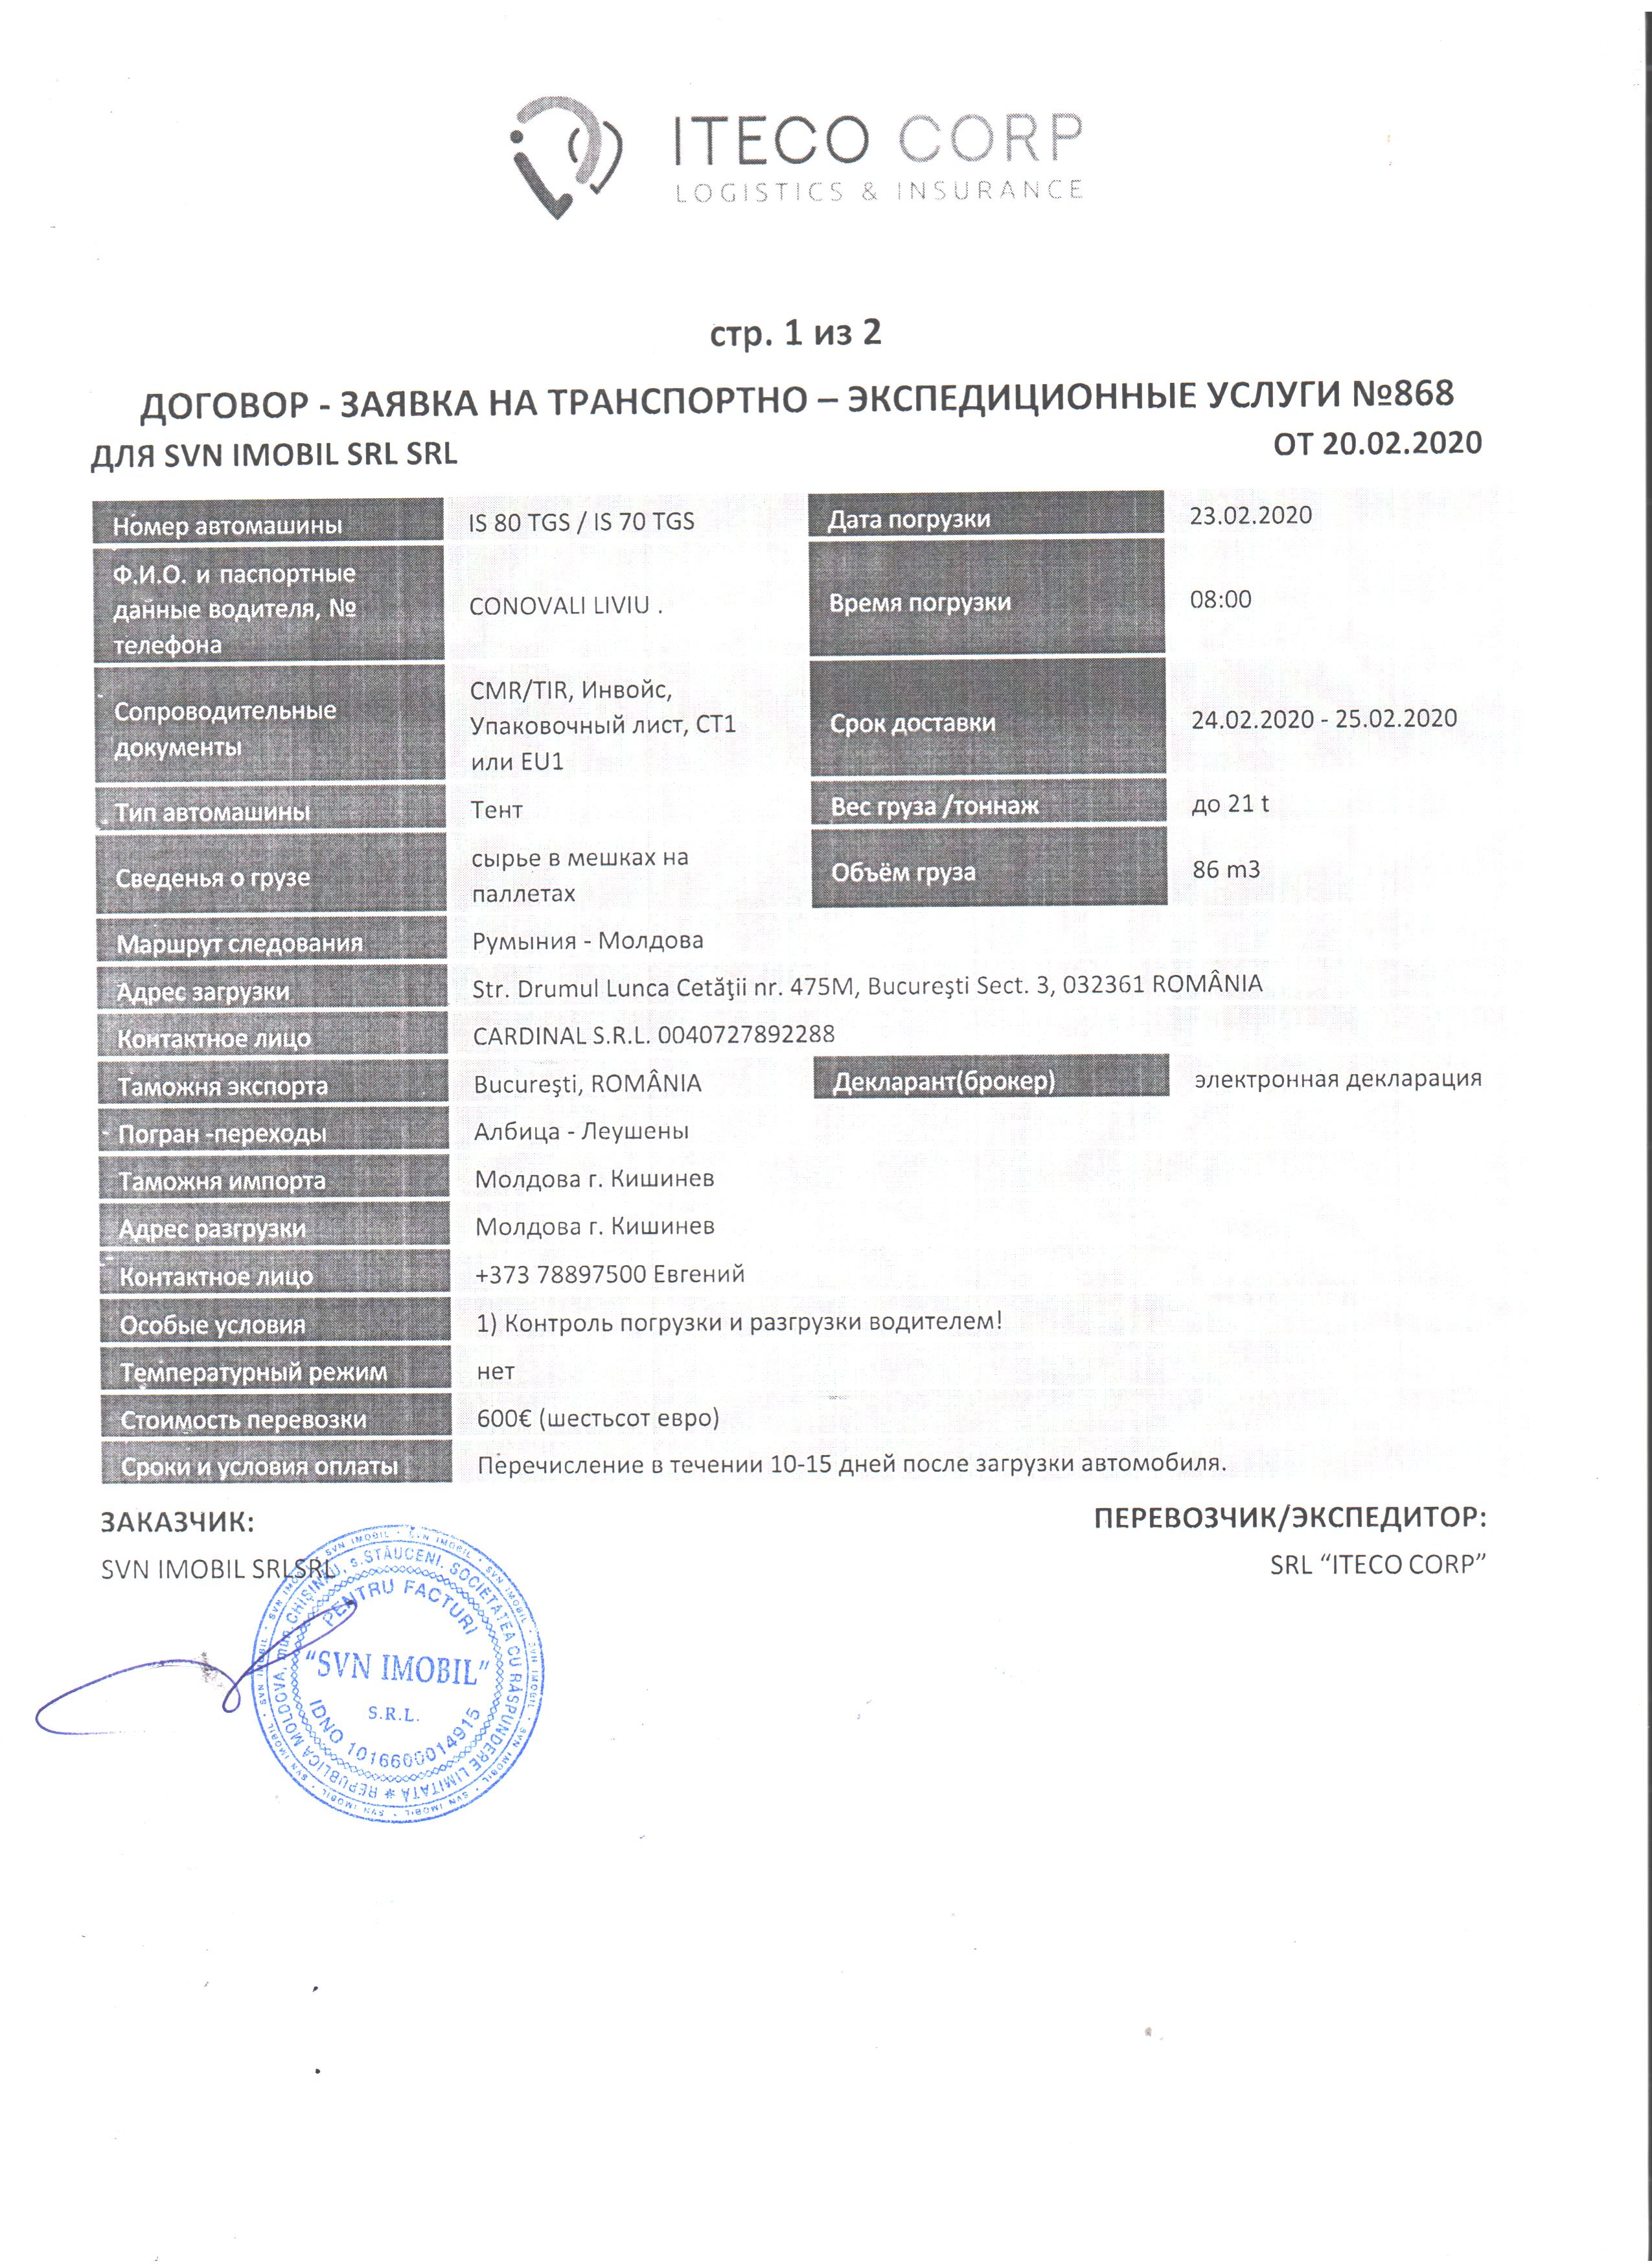 ITECO CORP
LOGISTICS & INSURANCE
стр. 1 из 2
ДОГОВОР - ЗАЯВКА НА ТРАНСПОРТНО – ЭКСПЕДИЦИОННЫЕ УСЛУГИ №868
ДЛЯ SVN IMOBIL SRL SRL
ОТ 20.02.2020
Номер автомашины
IS 80 TGS / IS 70 TGS
Дата погрузки
23.02.2020
Ф.И.О. и паспортные
данные водителя, №
телефона
CONOVALI LIVIU .
Время погрузки
08:00
Сопроводительные
документы
CMR/TIR, Инвойс,
Упаковочный лист, СТ1
или EU1
Срок доставки
24.02.2020 - 25.02.2020
Тип автомашины
Тент
Вес груза /тоннаж
до 21 t
Сведенья о грузе
сырье в мешках на
паллетах
Объём груза
86 m3
Маршрут следования
Румыния - Молдова
Адрес загрузки
Str. Drumul Lunca Cetăţii nr. 475M, Bucureşti Sect. 3, 032361 ROMÂNIA
Контактное лицо
CARDINAL S.R.L. 0040727892288
Таможня экспорта
Bucureşti, ROMÂNIA
Декларант(брокер)
электронная декларация
Погран -переходы
Албица - Леушены
Таможня импорта
Молдова г. Кишинев
Адрес разгрузки
Молдова г. Кишинев
Контактное лицо
+373 78897500 Евгений
Особые условия
1) Контроль погрузки и разгрузки водителем!
Температурный режим
нет
Стоимость перевозки
600€ (шестьсот евро)
Сроки и условия оплаты
Перечисление в течении 10-15 дней после загрузки автомобиля.
ЗАКАЗЧИК:
ПЕРЕВОЗЧИК/ЭКСПЕДИТОР:
SVN IMOBIL SRLSRL
SRL “ITECO CORP”
REPUBLICA MOLDOVA, mun. CHIŞINĂU, s.STĂUCENI. SOCIETATEA CU RĂSPUNDERE LIMITATĂ
PENTRU FACTURI
“SVN IMOBIL”
S.R.L.
IDNO 1016600014915